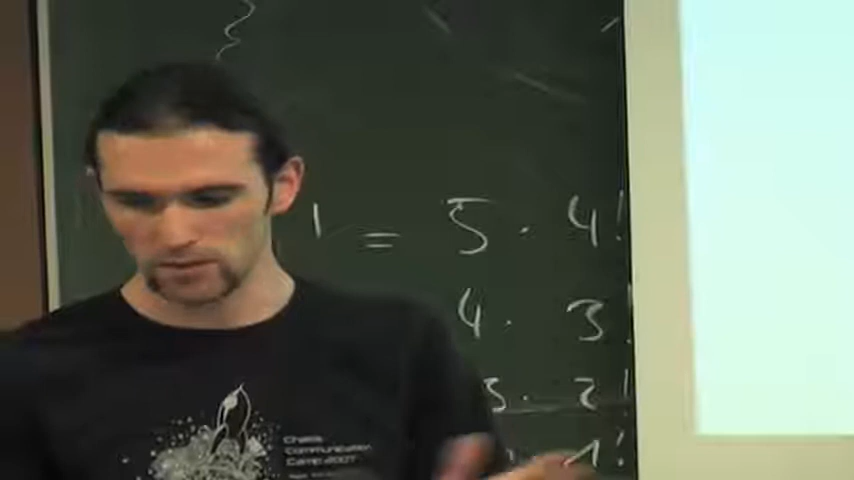 ! = 5 · 4!
4 · 3!
3 · 2!
· 1!
Chaos
Communication
Camp 2007